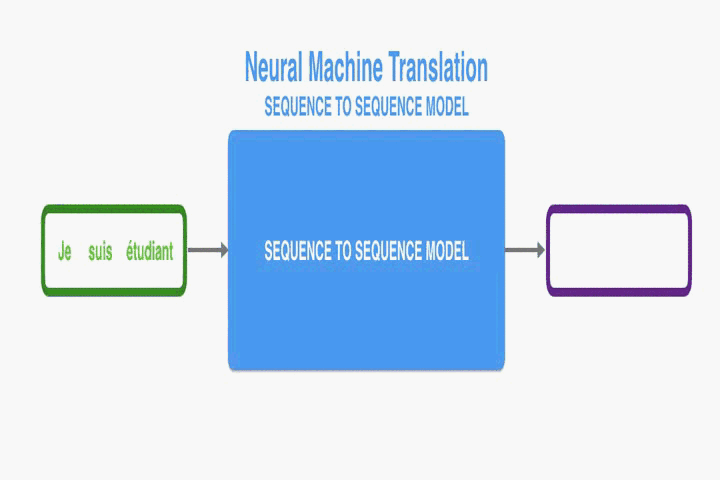 Neural Machine Translation
SEQUENCE TO SEQUENCE MODEL
Je suis étudiant
SEQUENCE TO SEQUENCE MODEL